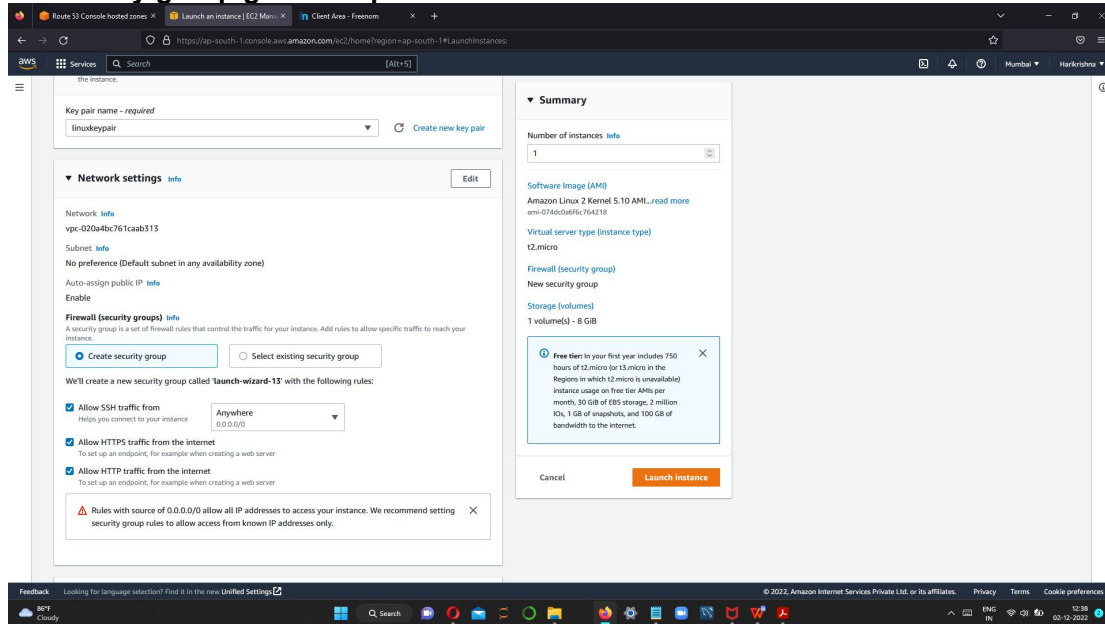 Route 53 Console hosted zones
Launch an instance | EC2 Mana
Client Area - Freenom
https://ap-south-1.console.aws.amazon.com/ec2/home?region=ap-south-1#LaunchInstances:
aws
Services
Search
[Alt+S]
Mumbai
Harikrishna
the instance.
Key pair name - required
linuxkeypair
Create new key pair
Network settings Info
Edit
Network Info
vpc-020a4bc761caab313
Subnet Info
No preference (Default subnet in any availability zone)
Auto-assign public IP Info
Enable
Firewall (security groups) Info
A security group is a set of firewall rules that control the traffic for your instance. Add rules to allow specific traffic to reach your
instance.
Create security group
Select existing security group
We'll create a new security group called 'launch-wizard-13' with the following rules:
Allow SSH traffic from
Helps you connect to your instance
Anywhere
0.0.0.0/0
Allow HTTPS traffic from the internet
To set up an endpoint, for example when creating a web server
Allow HTTP traffic from the internet
To set up an endpoint, for example when creating a web server
Rules with source of 0.0.0.0/0 allow all IP addresses to access your instance. We recommend setting
security group rules to allow access from known IP addresses only.
Summary
Number of instances Info
1
Software Image (AMI)
Amazon Linux 2 Kernel 5.10 AMI...read more
ami-074dc0a6f6c764218
Virtual server type (instance type)
t2.micro
Firewall (security group)
New security group
Storage (volumes)
1 volume(s) - 8 GiB
Free tier: In your first year includes 750
hours of t2.micro (or t3.micro in the
Regions in which t2.micro is unavailable)
instance usage on free tier AMIs per
month, 30 GiB of EBS storage, 2 million
IOs, 1 GB of snapshots, and 100 GB of
bandwidth to the internet.
Cancel
Launch instance
Feedback
Looking for language selection? Find it in the new Unified Settings
© 2022, Amazon Internet Services Private Ltd. or its affiliates.
Privacy
Terms
Cookie preferences
86°F
Cloudy
Search
ENG
IN
12:38
02-12-2022